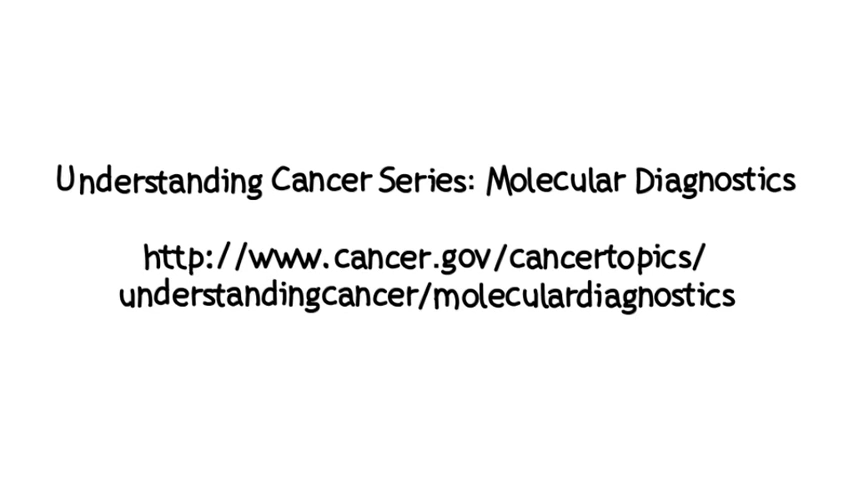 Understanding Cancer Series: Molecular Diagnostics
http://www.cancer.gov/cancertopics/
understandingcancer/moleculardiagnostics